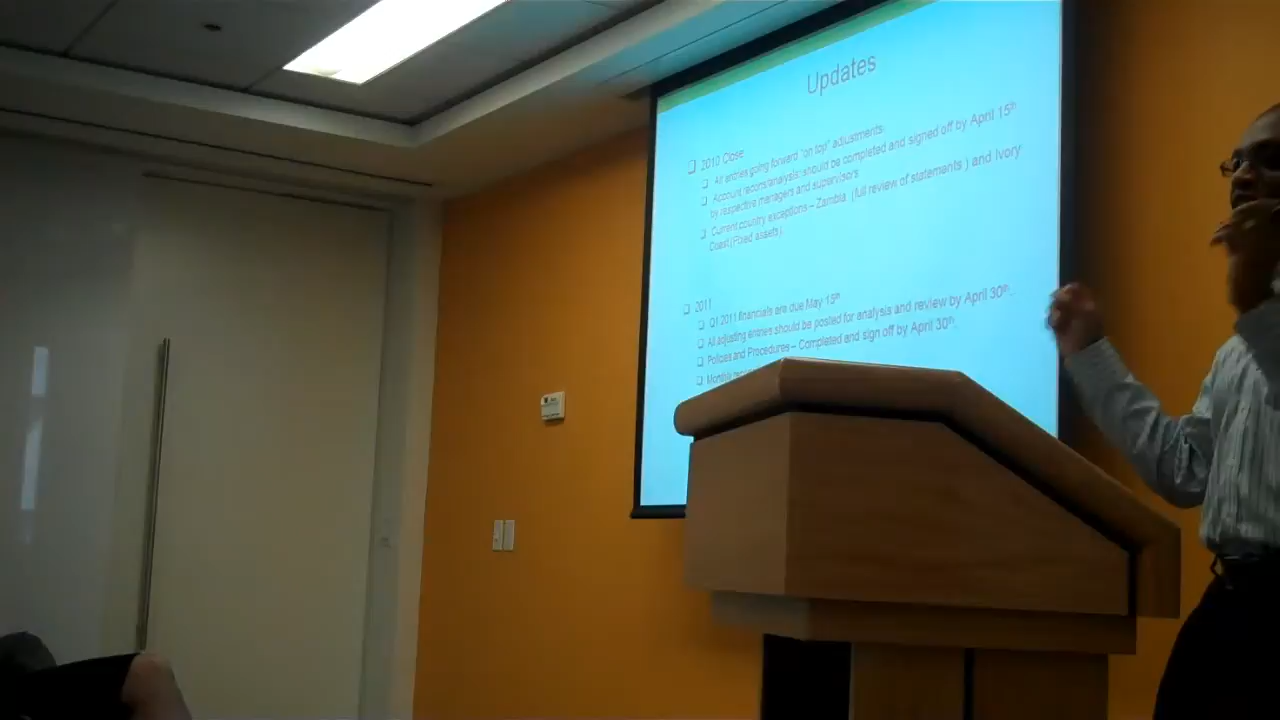 Updates
2010 Close
All entries going forward "on top" adjustments
Account recons/analysis: should be completed and signed off by April 15th
by respective managers and supervisors
Current country exceptions – Zambia (full review of statements ) and Ivory
Coast (Fixed assets)
2011
Q1 2011 financials are due May 15th
All adjusting entries should be posted for analysis and review by April 30th.
Policies and Procedures – Completed and sign off by April 30th.
Monthly